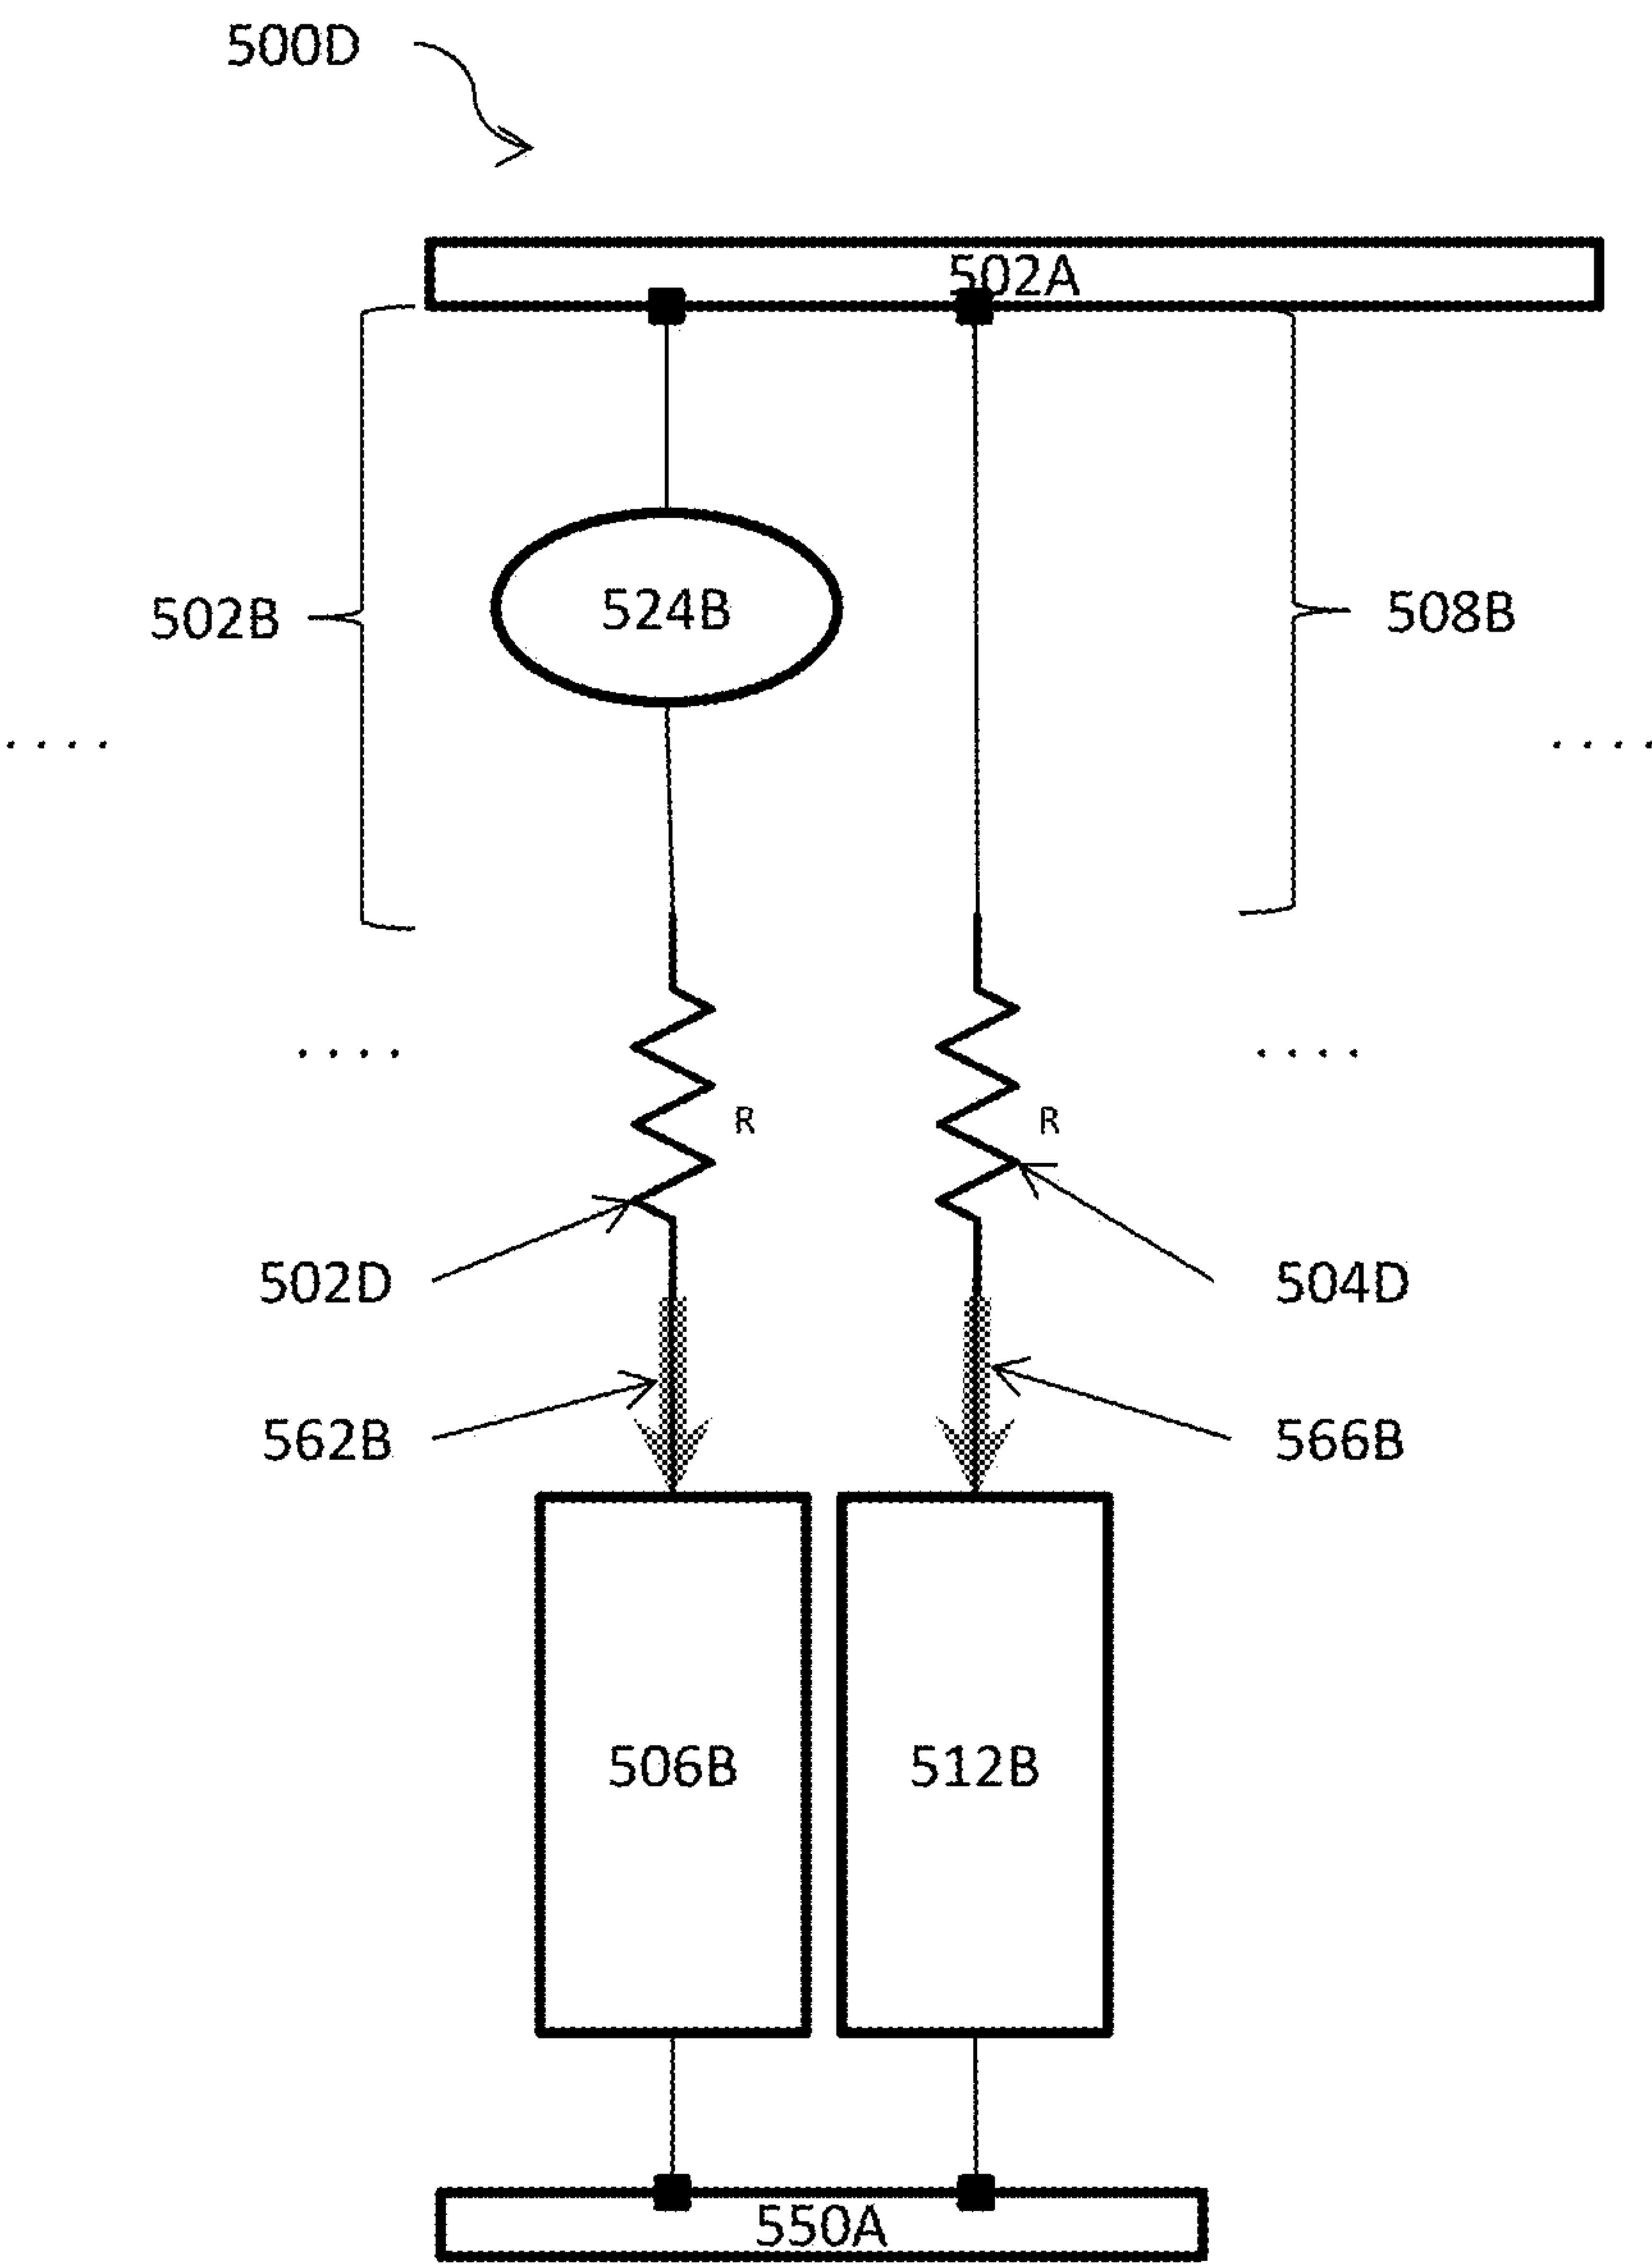 500D
502A
502B
524B
508B
. . . .
. . . .
. . . .
. . . .
R
R
502D
504D
562B
566B
506B
512B
550A